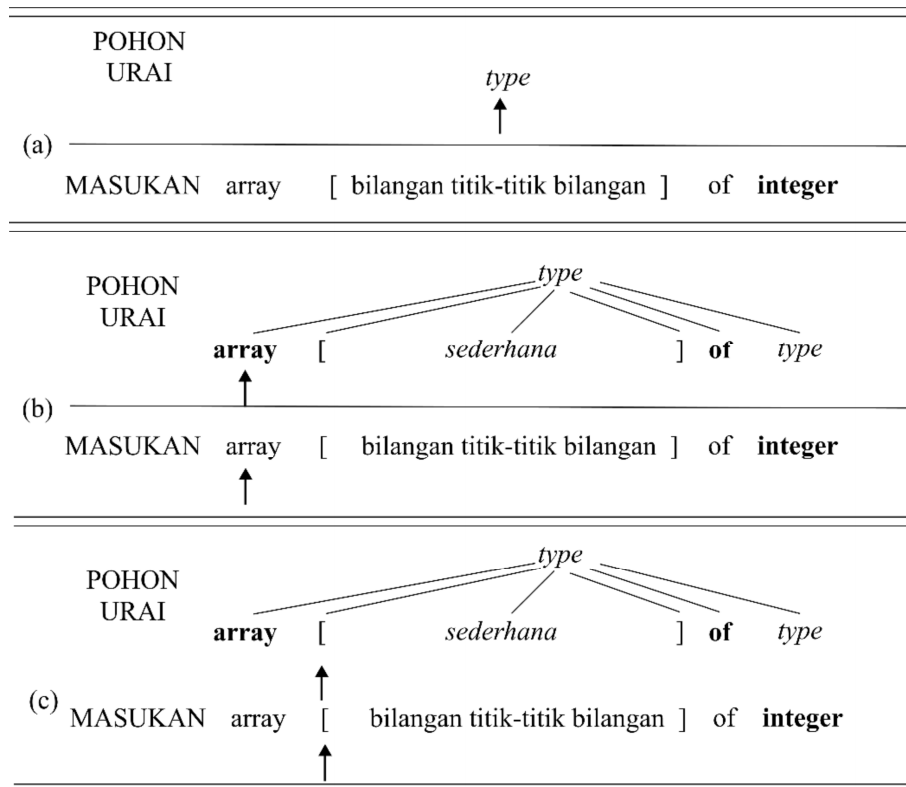 POHON
URAI
type
(a)
MASUKAN array [ bilangan titik-titik bilangan ] of integer
type
POHON
URAI
array [ sederhana ] of type
(b)
MASUKAN array [ bilangan titik-titik bilangan ] of integer
type
POHON
URAI
array [ sederhana ] of type
(c)
MASUKAN array [ bilangan titik-titik bilangan ] of integer